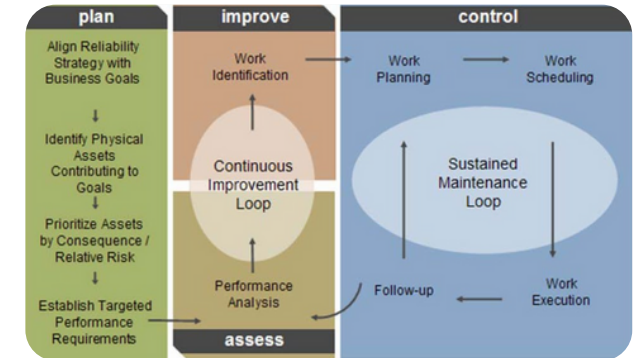 plan
Align Reliability
Strategy with
Business Goals
Identify Physical
Assets
Contributing to
Goals
Prioritize Assets
by Consequence /
Relative Risk
Establish Targeted
Performance
Requirements
improve
Work
Identification
Continuous
Improvement
Loop
Performance
Analysis
assess
control
Work
Planning
Work
Scheduling
Sustained
Maintenance
Loop
Follow-up
Work
Execution